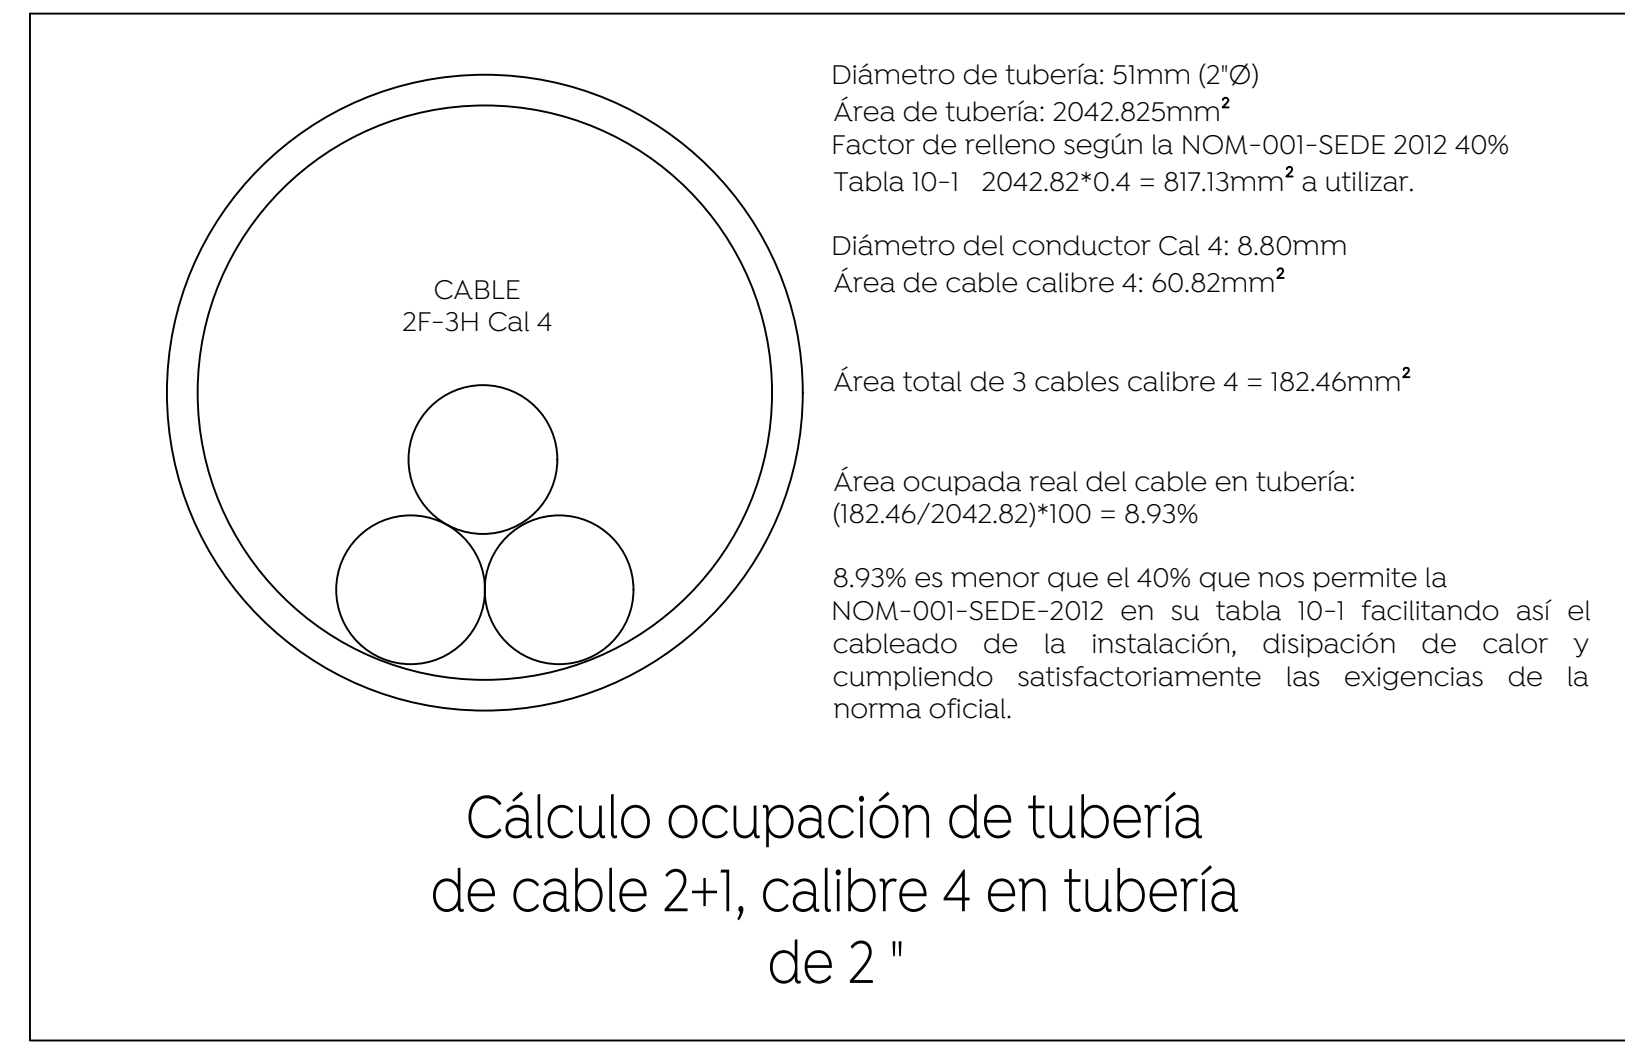 Diámetro de tubería: 51mm (2"Ø)
Área de tubería: 2042.825mm²
Factor de relleno según la NOM-001-SEDE 2012 40%
Tabla 10-1 2042.82*0.4 = 817.13mm² a utilizar.
Diámetro del conductor Cal 4: 8.80mm
Área de cable calibre 4: 60.82mm²
CABLE
2F-3H Cal 4
Área total de 3 cables calibre 4 = 182.46mm²
Área ocupada real del cable en tubería:
(182.46/2042.82)*100 = 8.93%
8.93% es menor que el 40% que nos permite la
NOM-001-SEDE-2012 en su tabla 10-1 facilitando así el
cableado de la instalación, disipación de calor y
cumpliendo satisfactoriamente las exigencias de la
norma oficial.
Cálculo ocupación de tubería
de cable 2+1, calibre 4 en tubería
de 2 "